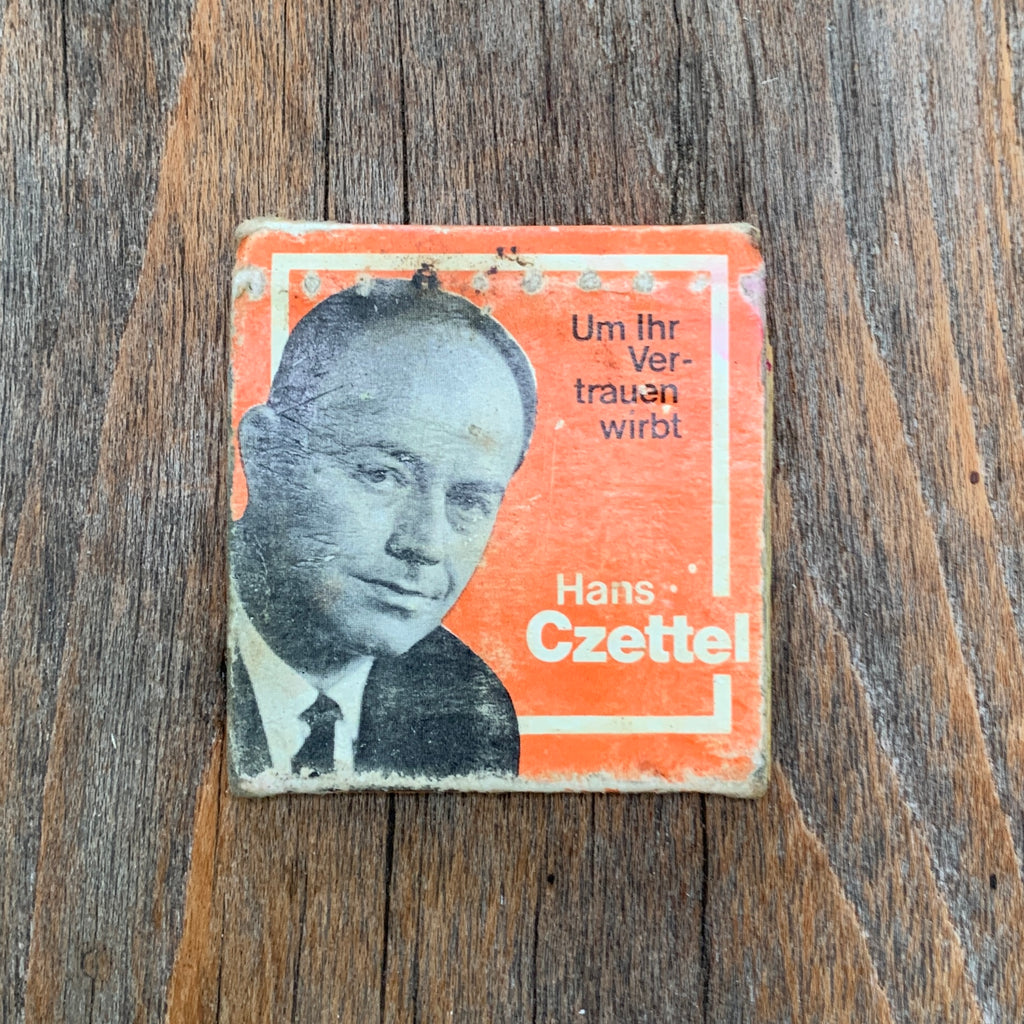 Um Ihr
Ver-
trauen
wirbt
Hans
Czettel